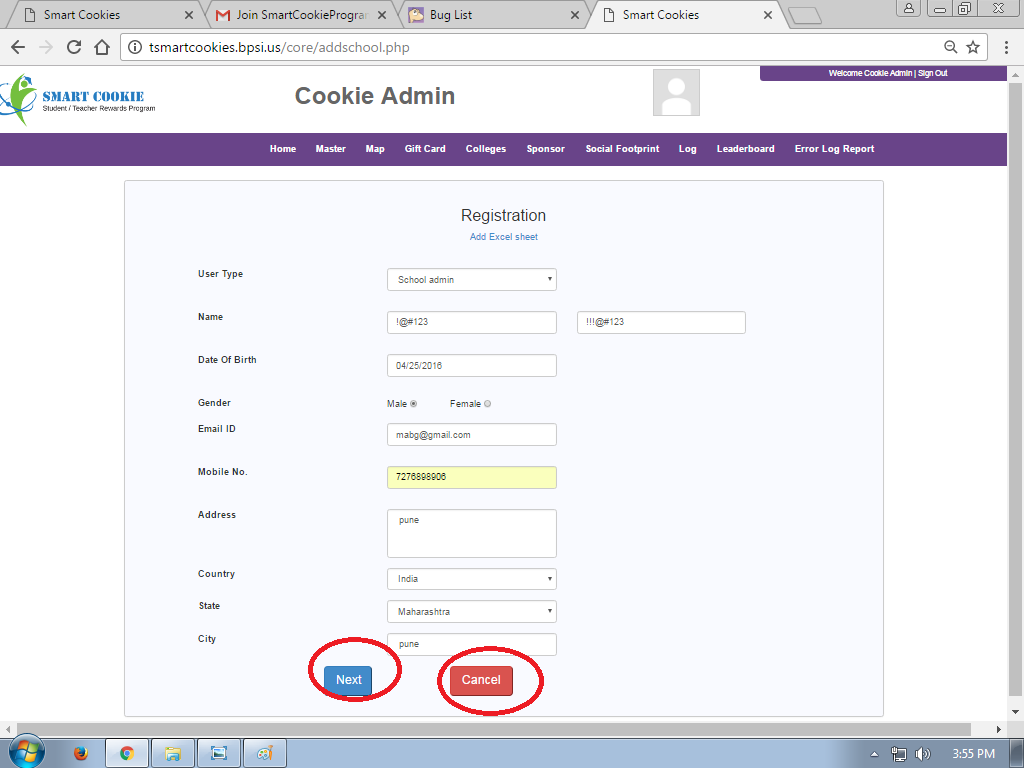 Smart Cookies
Join SmartCookieProgra
Bug List
Smart Cookies
tsmartcookies.bpsi.us/core/addschool.php
Welcome Cookie Admin | Sign Out
SMART COOKIE
Student / Teacher Rewards Program
Cookie Admin
Home Master Map Gift Card Colleges Sponsor Social Footprint Log Leaderboard Error Log Report
Registration
Add Excel sheet
User Type School admin
Name !@#123 !!!@#123
Date Of Birth 04/25/2016
Gender Male Female
Email ID mabg@gmail.com
Mobile No. 7276898906
Address pune
Country India
State Maharashtra
City pune
Next Cancel
3:55 PM